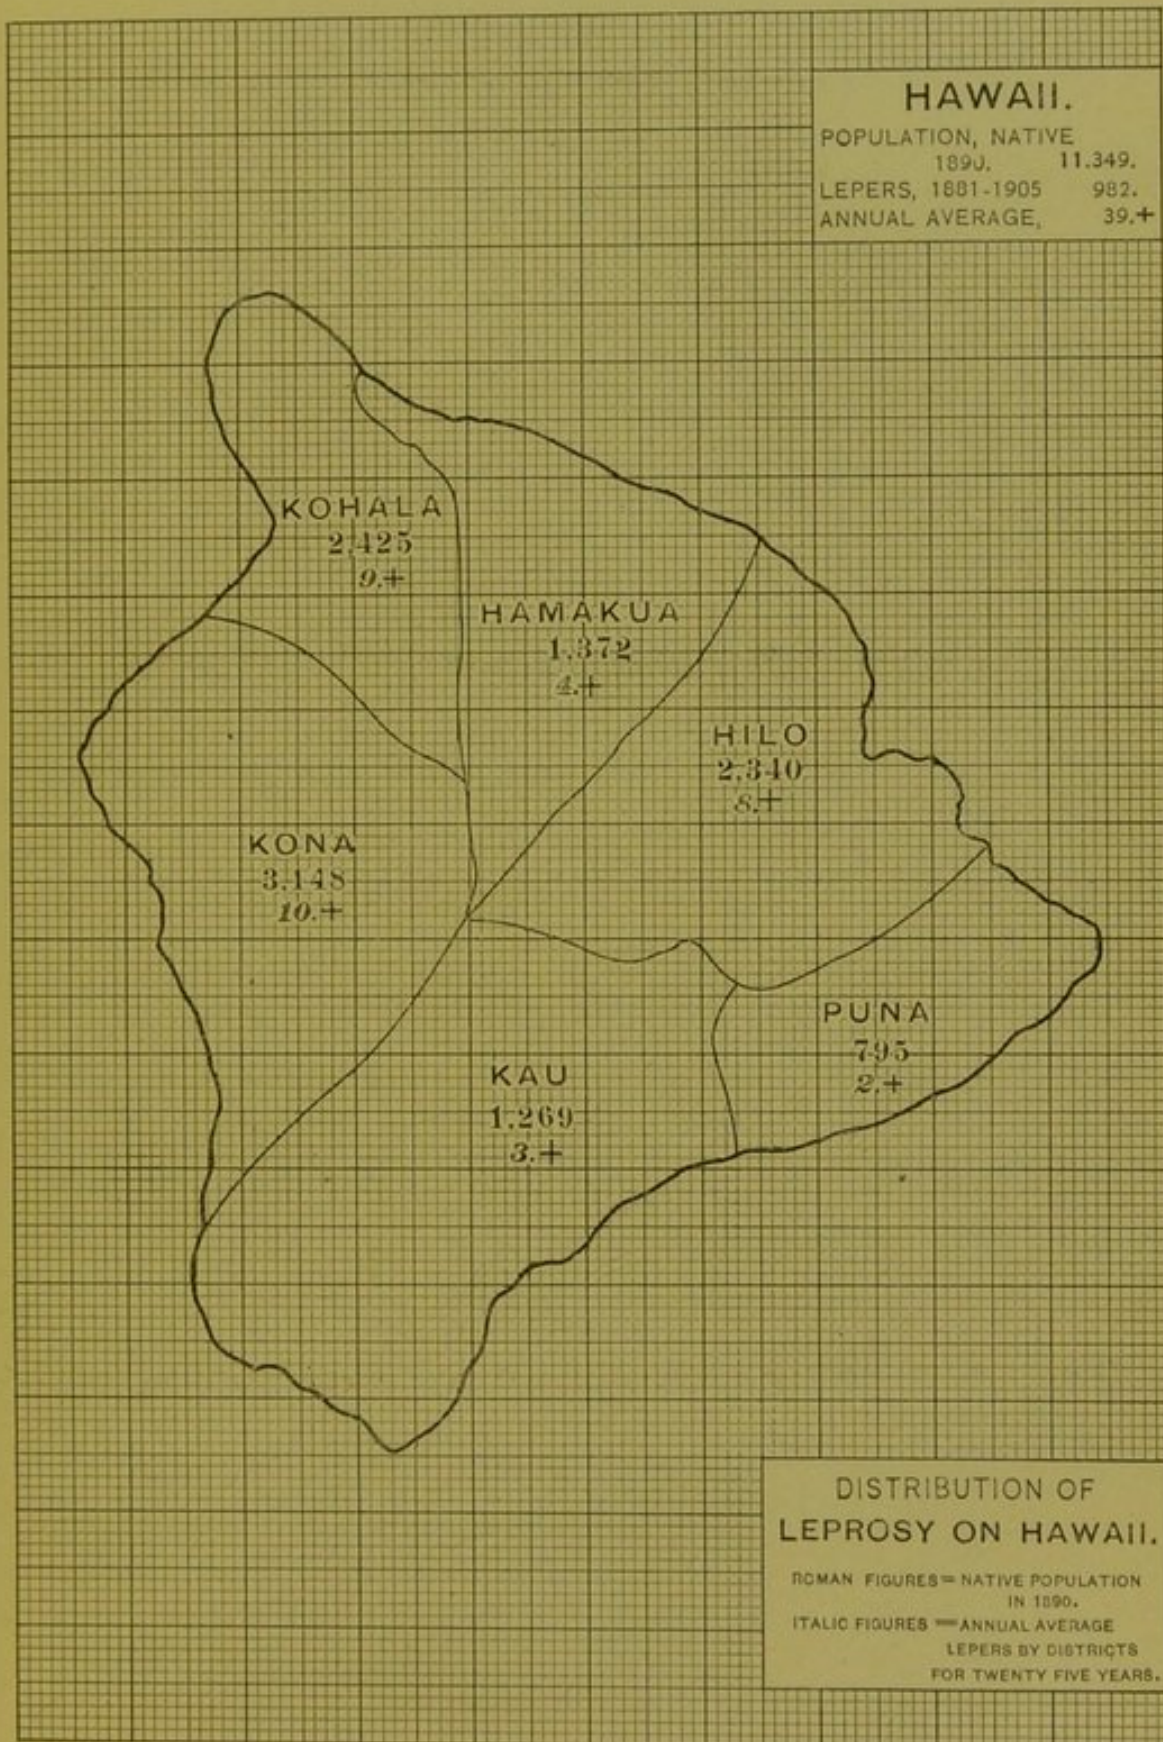 HAWAII.
POPULATION, NATIVE
1890. 11.349.
LEPERS, 1881-1905 982.
ANNUAL AVERAGE, 39.+
KOHALA
2,425
9.+
HAMAKUA
1,372
4.+
HILO
2,340
8.+
KONA
3,148
10.+
PUNA
795
2.+
KAU
1,269
3.+
DISTRIBUTION OF
LEPROSY ON HAWAII.
ROMAN FIGURES = NATIVE POPULATION
IN 1890.
ITALIC FIGURES = ANNUAL AVERAGE
LEPERS BY DISTRICTS
FOR TWENTY FIVE YEARS.